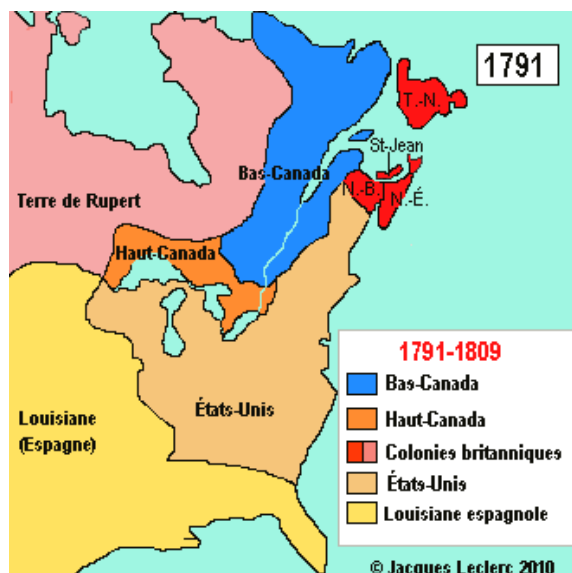 1791
T.-N.
St-Jean
Bas-Canada
N.-B.
N.-É.
Terre de Rupert
Haut-Canada
Louisiane
(Espagne)
États-Unis
1791-1809
Bas-Canada
Haut-Canada
Colonies britanniques
États-Unis
Louisiane espagnole
© Jacques Leclerc 2010